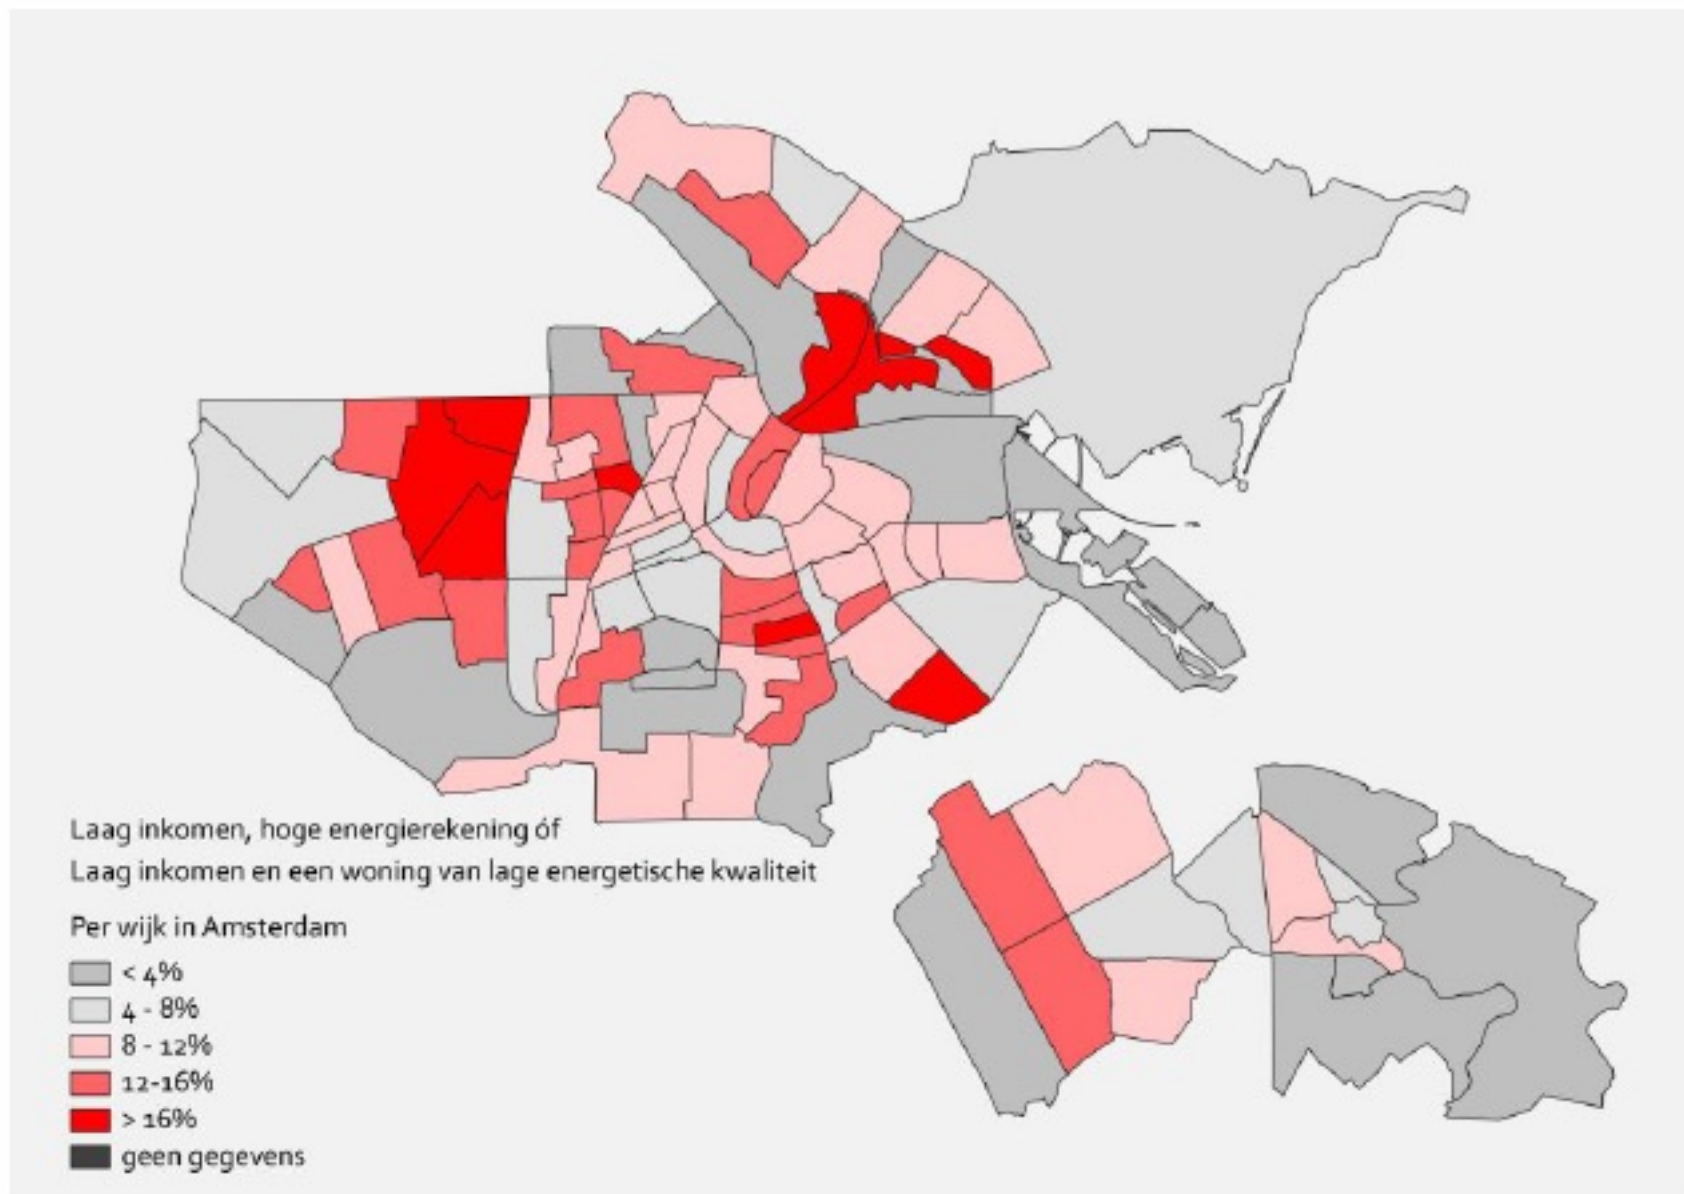 Laag inkomen, hoge energierekening óf
Laag inkomen en een woning van lage energetische kwaliteit
Per wijk in Amsterdam
< 4%
4 - 8%
8 - 12%
12-16%
> 16%
geen gegevens